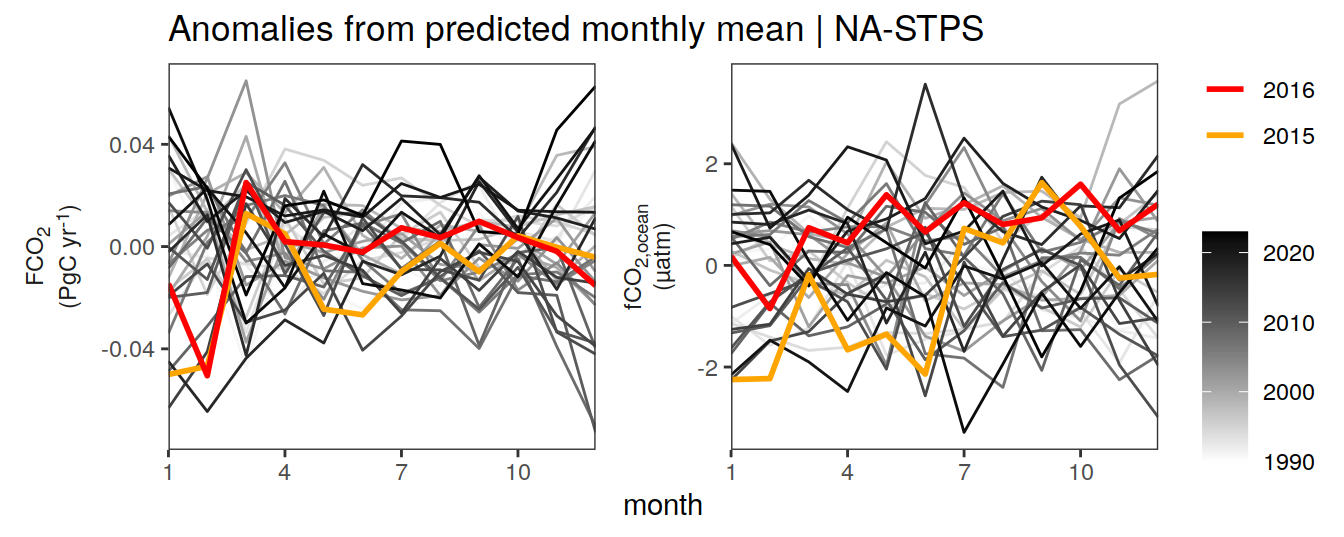 Anomalies from predicted monthly mean | NA-STPS
FCO₂
(PgC yr⁻¹)
0.04
0.00
-0.04
1 4 7 10
fCO₂,ocean
(µatm)
2
0
-2
1 4 7 10
month
2016
2015
2020
2010
2000
1990